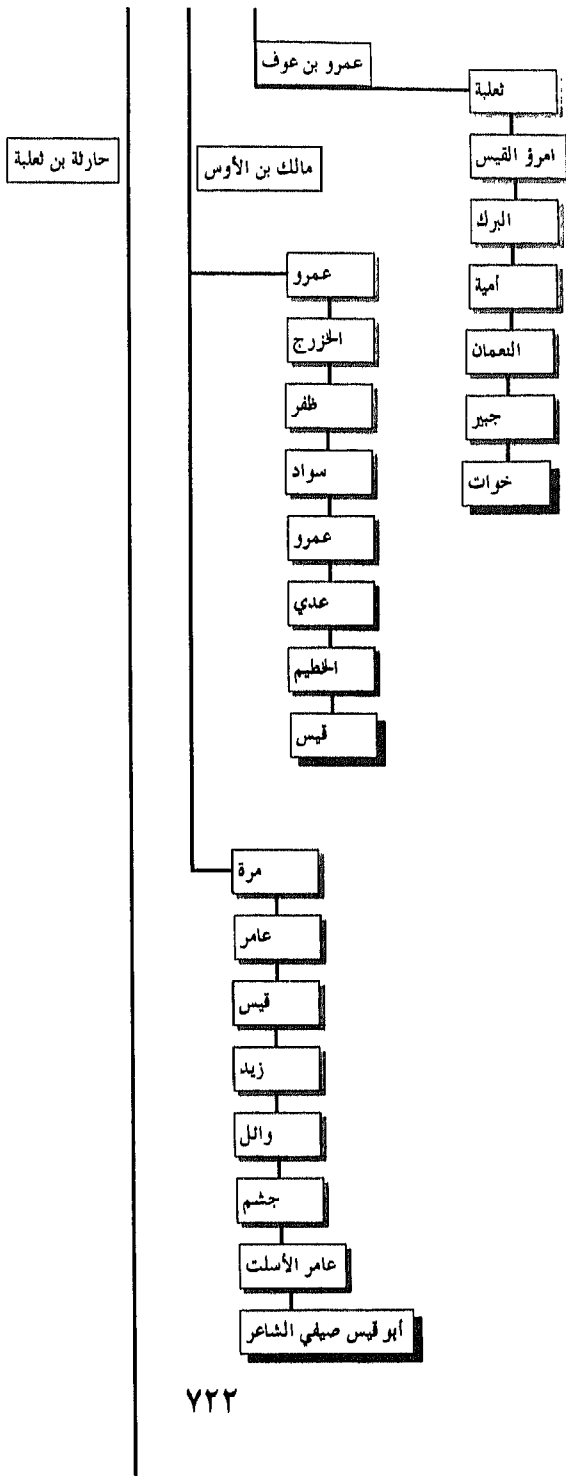 عمرو بن عوف
ثعلبة
امرؤ القيس
البرك
أمية
النعمان
جبير
خوات
مالك بن الأوس
حارثة بن ثعلبة
عمرو
الخزرج
ظفر
سواد
عمرو
عدي
الخطيم
قيس
مرة
عامر
قيس
زيد
وائل
جشم
عامر الأسلت
أبو قيس صيفي الشاعر
٧٢٢